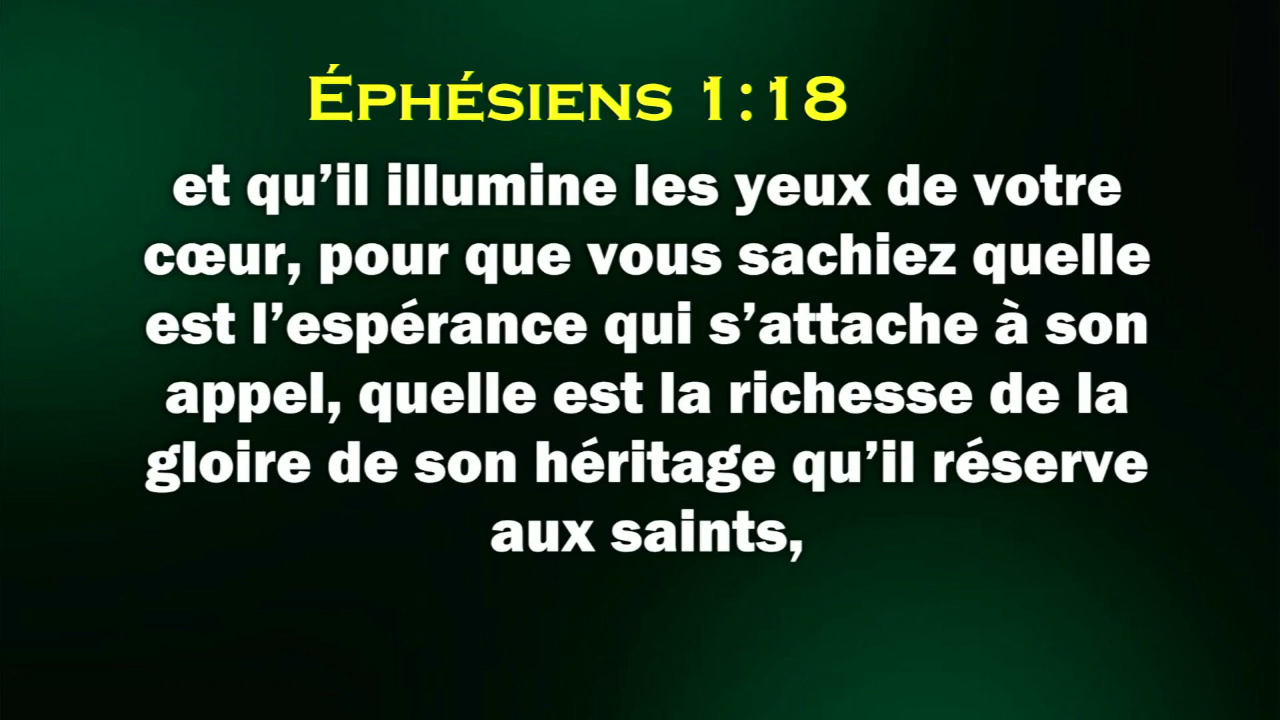 Éphésiens 1:18
et qu’il illumine les yeux de votre
cœur, pour que vous sachiez quelle
est l’espérance qui s’attache à son
appel, quelle est la richesse de la
gloire de son héritage qu’il réserve
aux saints,